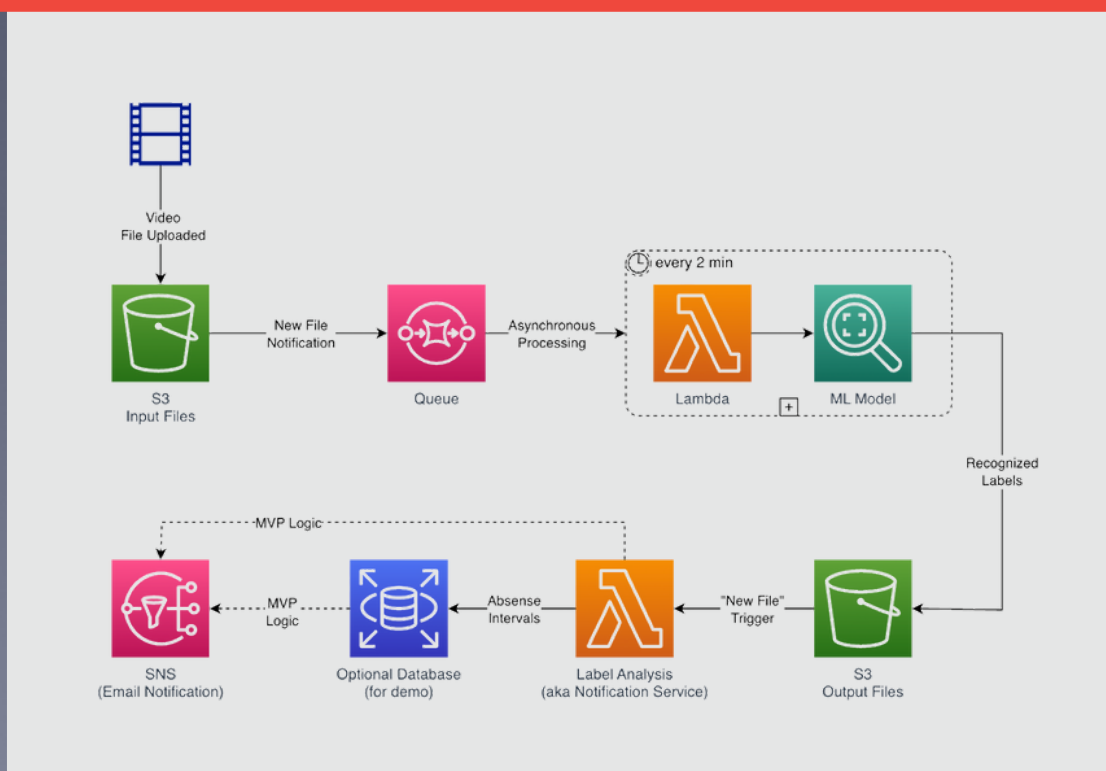 Video
File Uploaded
every 2 min
New File
Notification
Asynchronous
Processing
S3
Input Files
Queue
Lambda
ML Model
Recognized
Labels
MVP Logic
MVP
Logic
Absense
Intervals
"New File"
Trigger
SNS
(Email Notification)
Optional Database
(for demo)
Label Analysis
(aka Notification Service)
S3
Output Files